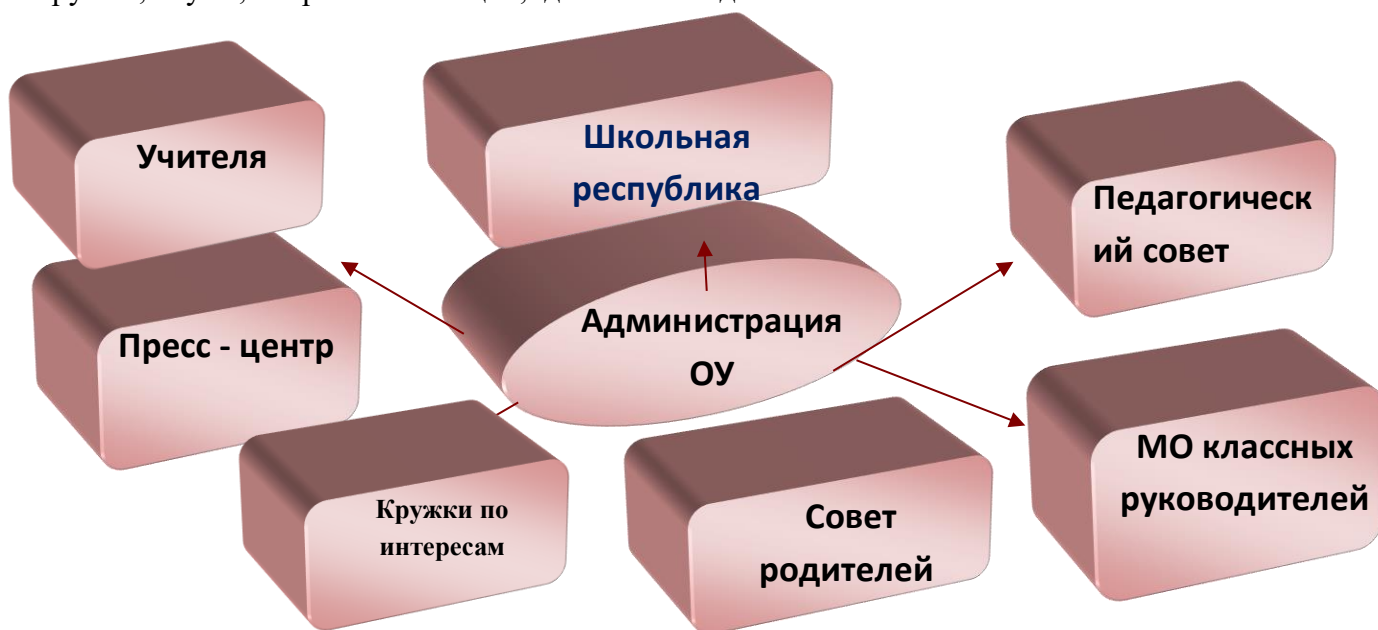 Учителя
Школьная
республика
Педагогическ
ий совет
Администрация
ОУ
Пресс - центр
МО классных
руководителей
Кружки по
интересам
Совет
родителей